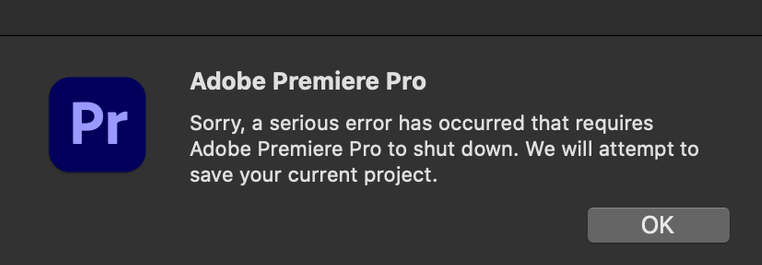 Pr
Adobe Premiere Pro
Sorry, a serious error has occurred that requires
Adobe Premiere Pro to shut down. We will attempt to
save your current project.
OK